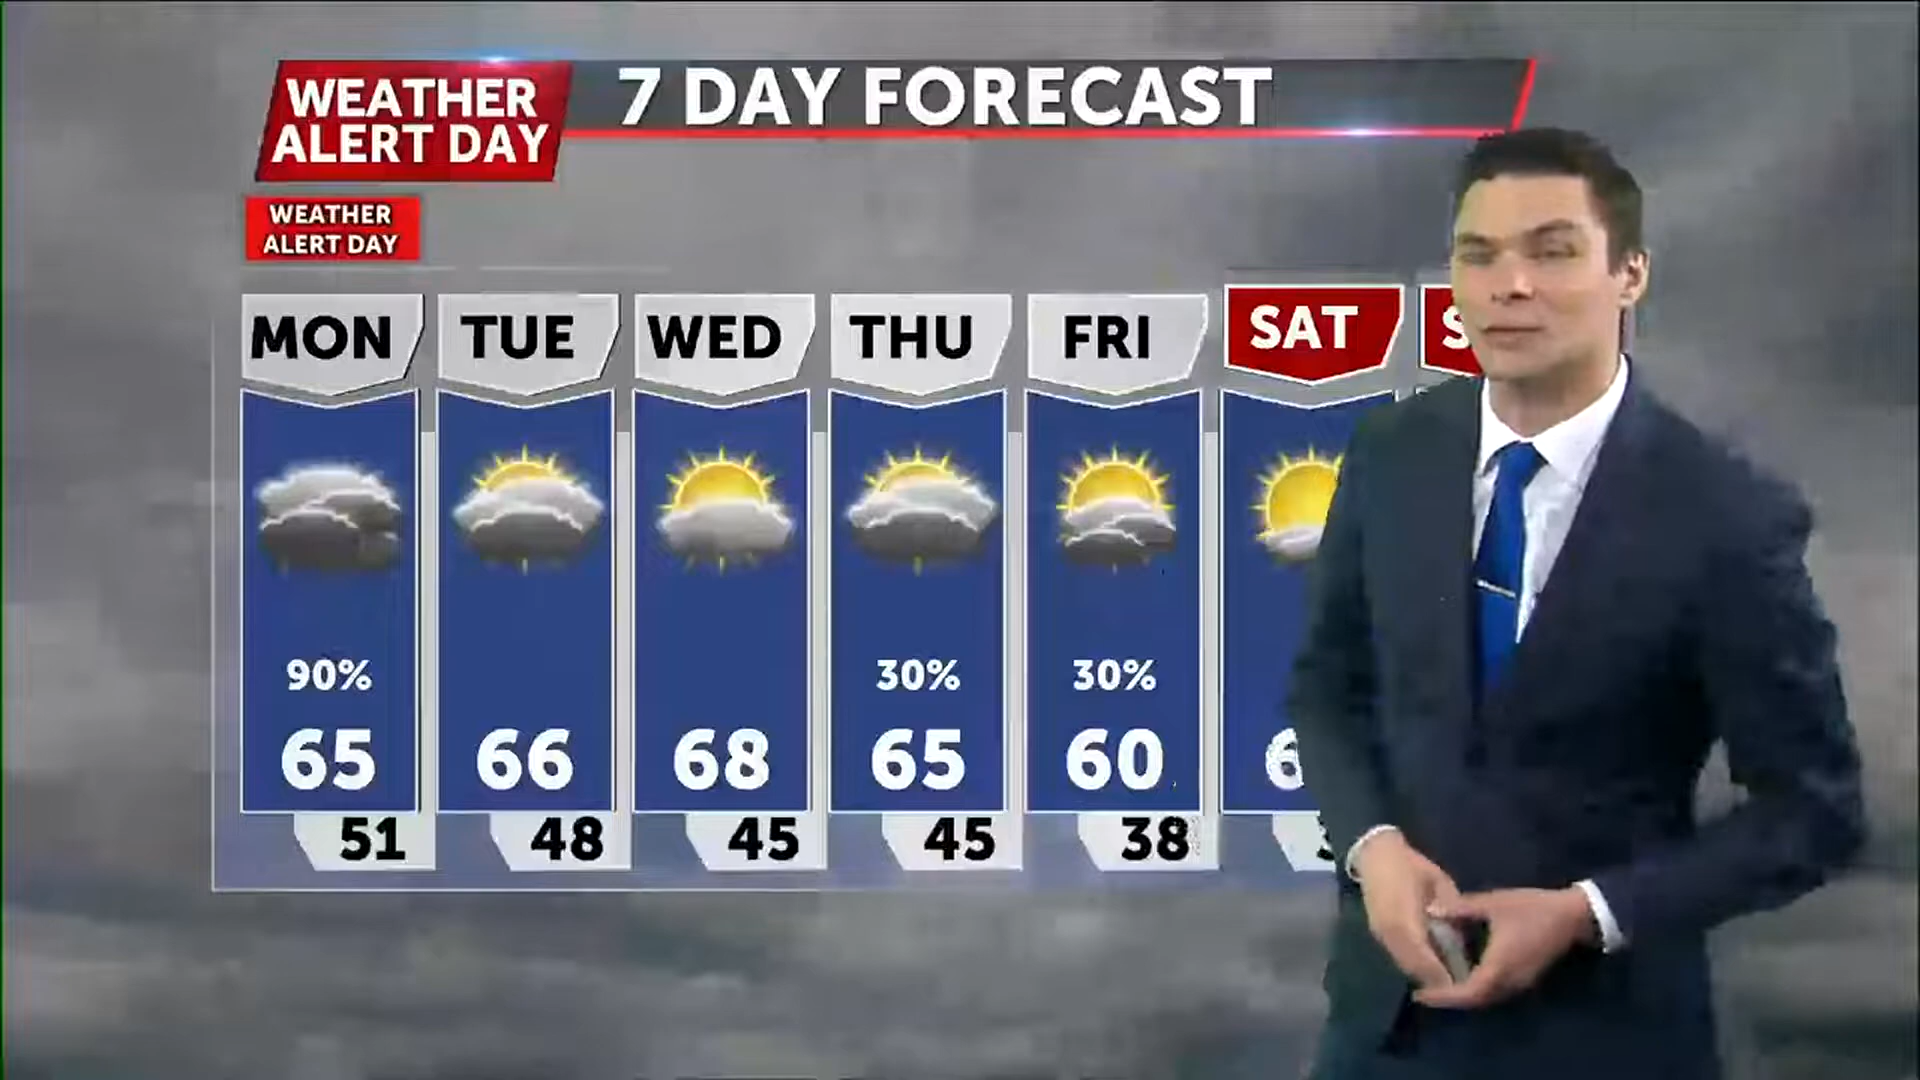 WEATHER
ALERT DAY
7 DAY FORECAST
WEATHER
ALERT DAY
MON TUE WED THU FRI SAT
90% 30% 30%
65 66 68 65 60
51 48 45 45 38